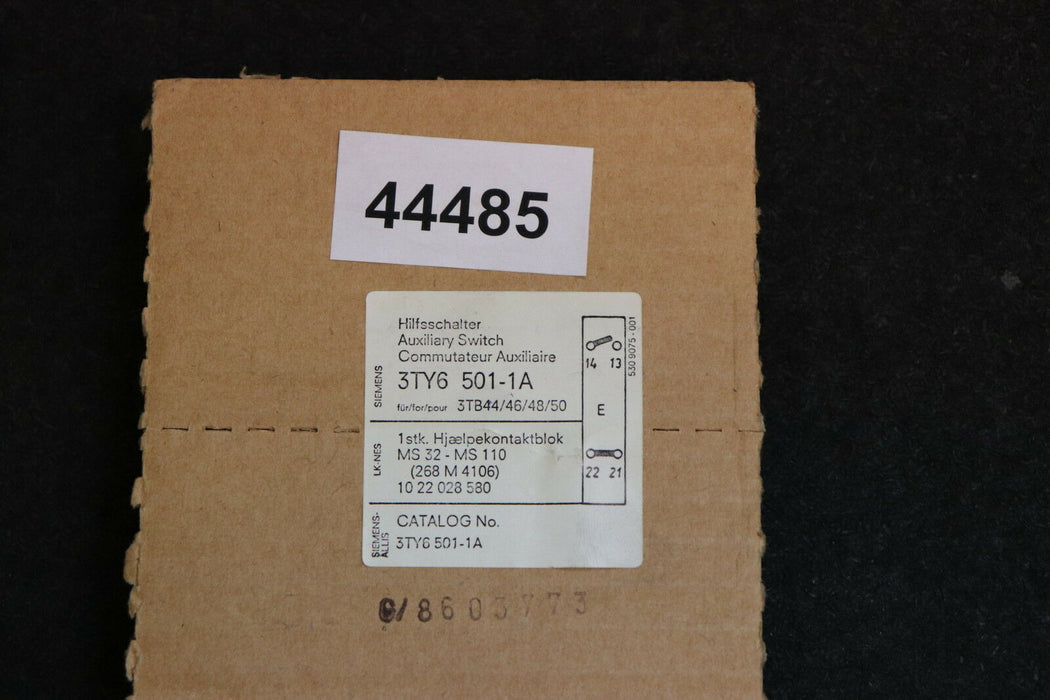 44485
Hilfsschalter
Auxiliary Switch
Commutateur Auxiliaire
SIEMENS
3TY6 501-1A
für/for/pour 3TB44/46/48/50
14 13
E
22 21
530 9075-001
LK-NES
1 stk. Hjælpekontaktblok
MS 32 - MS 110
(268 M 4106)
10 22 028 580
SIEMENS-
ALLIS
CATALOG No.
3TY6 501-1A